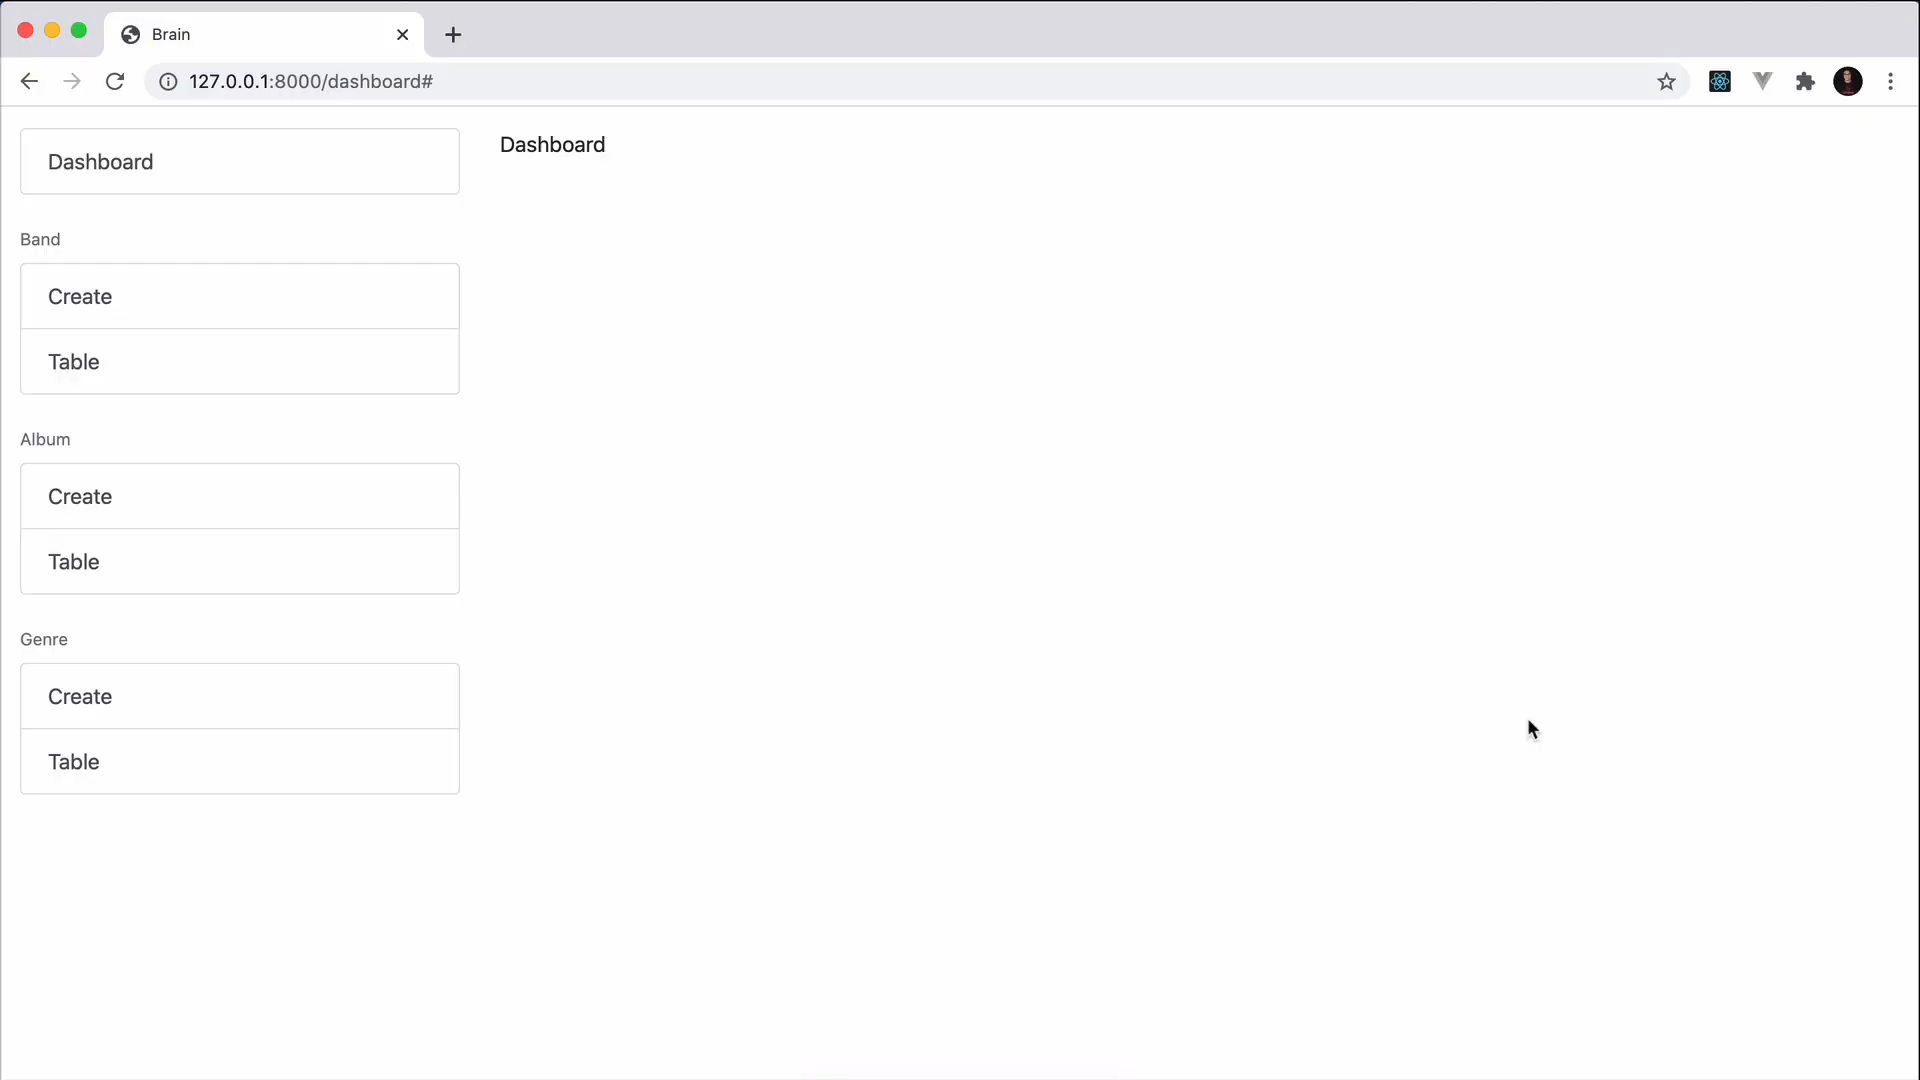 Brain
127.0.0.1:8000/dashboard#
Dashboard
Band
Create
Table
Album
Create
Table
Genre
Create
Table
Dashboard